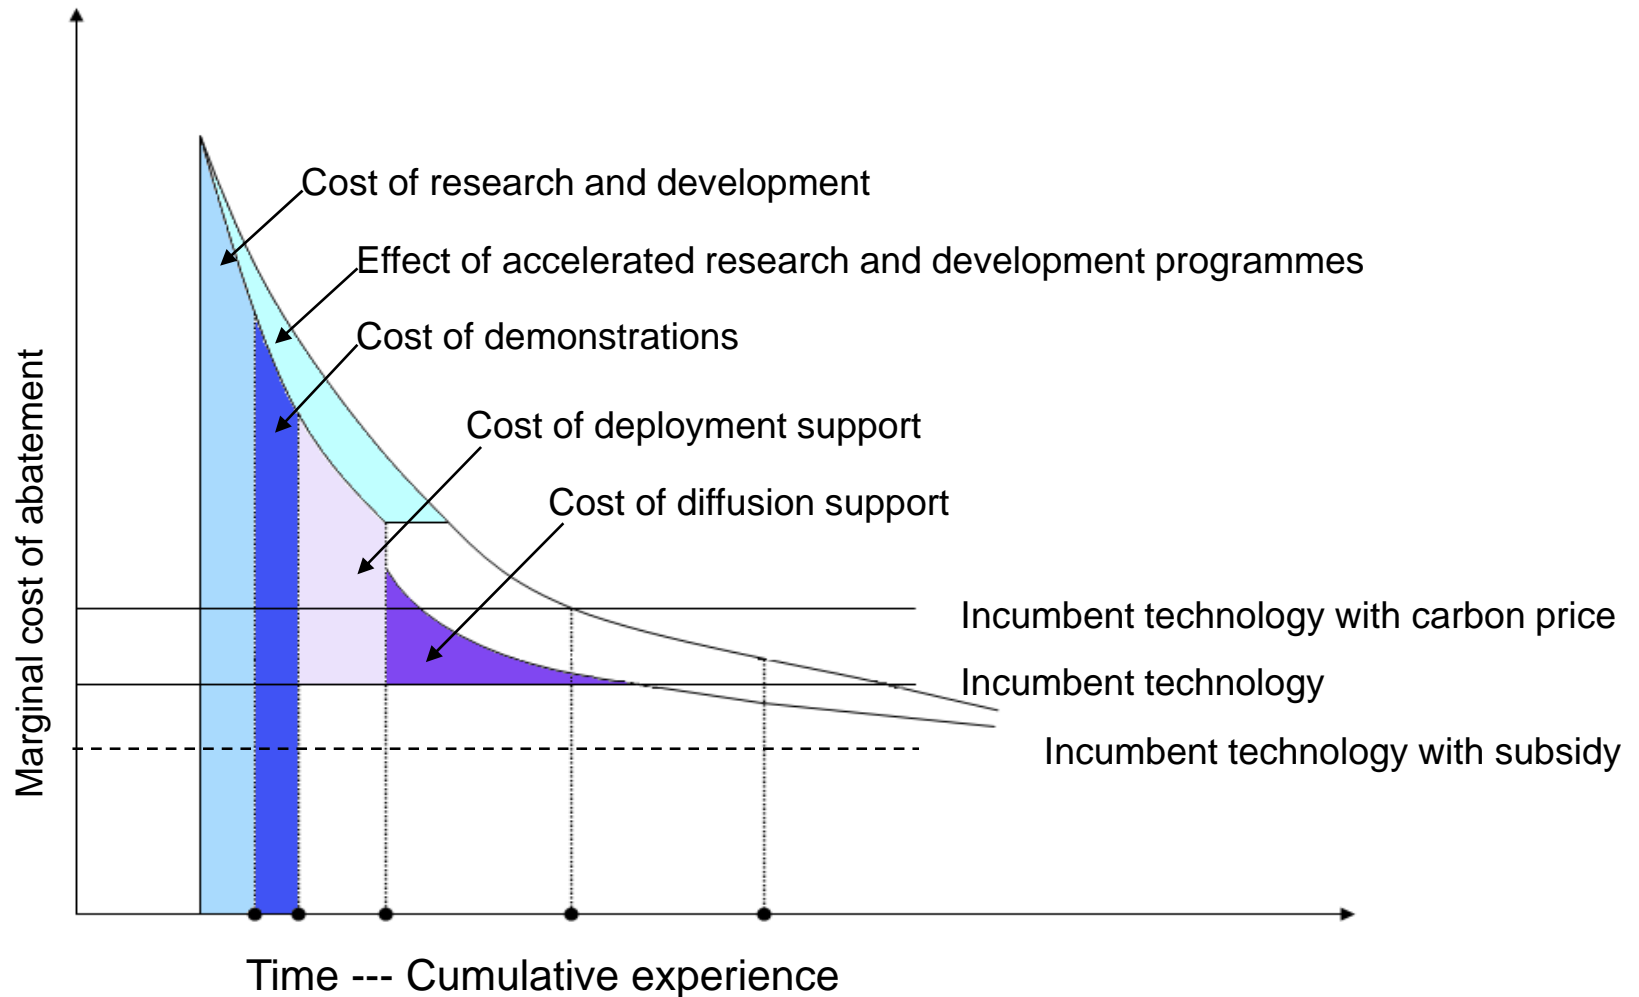 Cost of research and development
Effect of accelerated research and development programmes
Cost of demonstrations
Cost of deployment support
Cost of diffusion support
Marginal cost of abatement
Incumbent technology with carbon price
Incumbent technology
Incumbent technology with subsidy
Time --- Cumulative experience